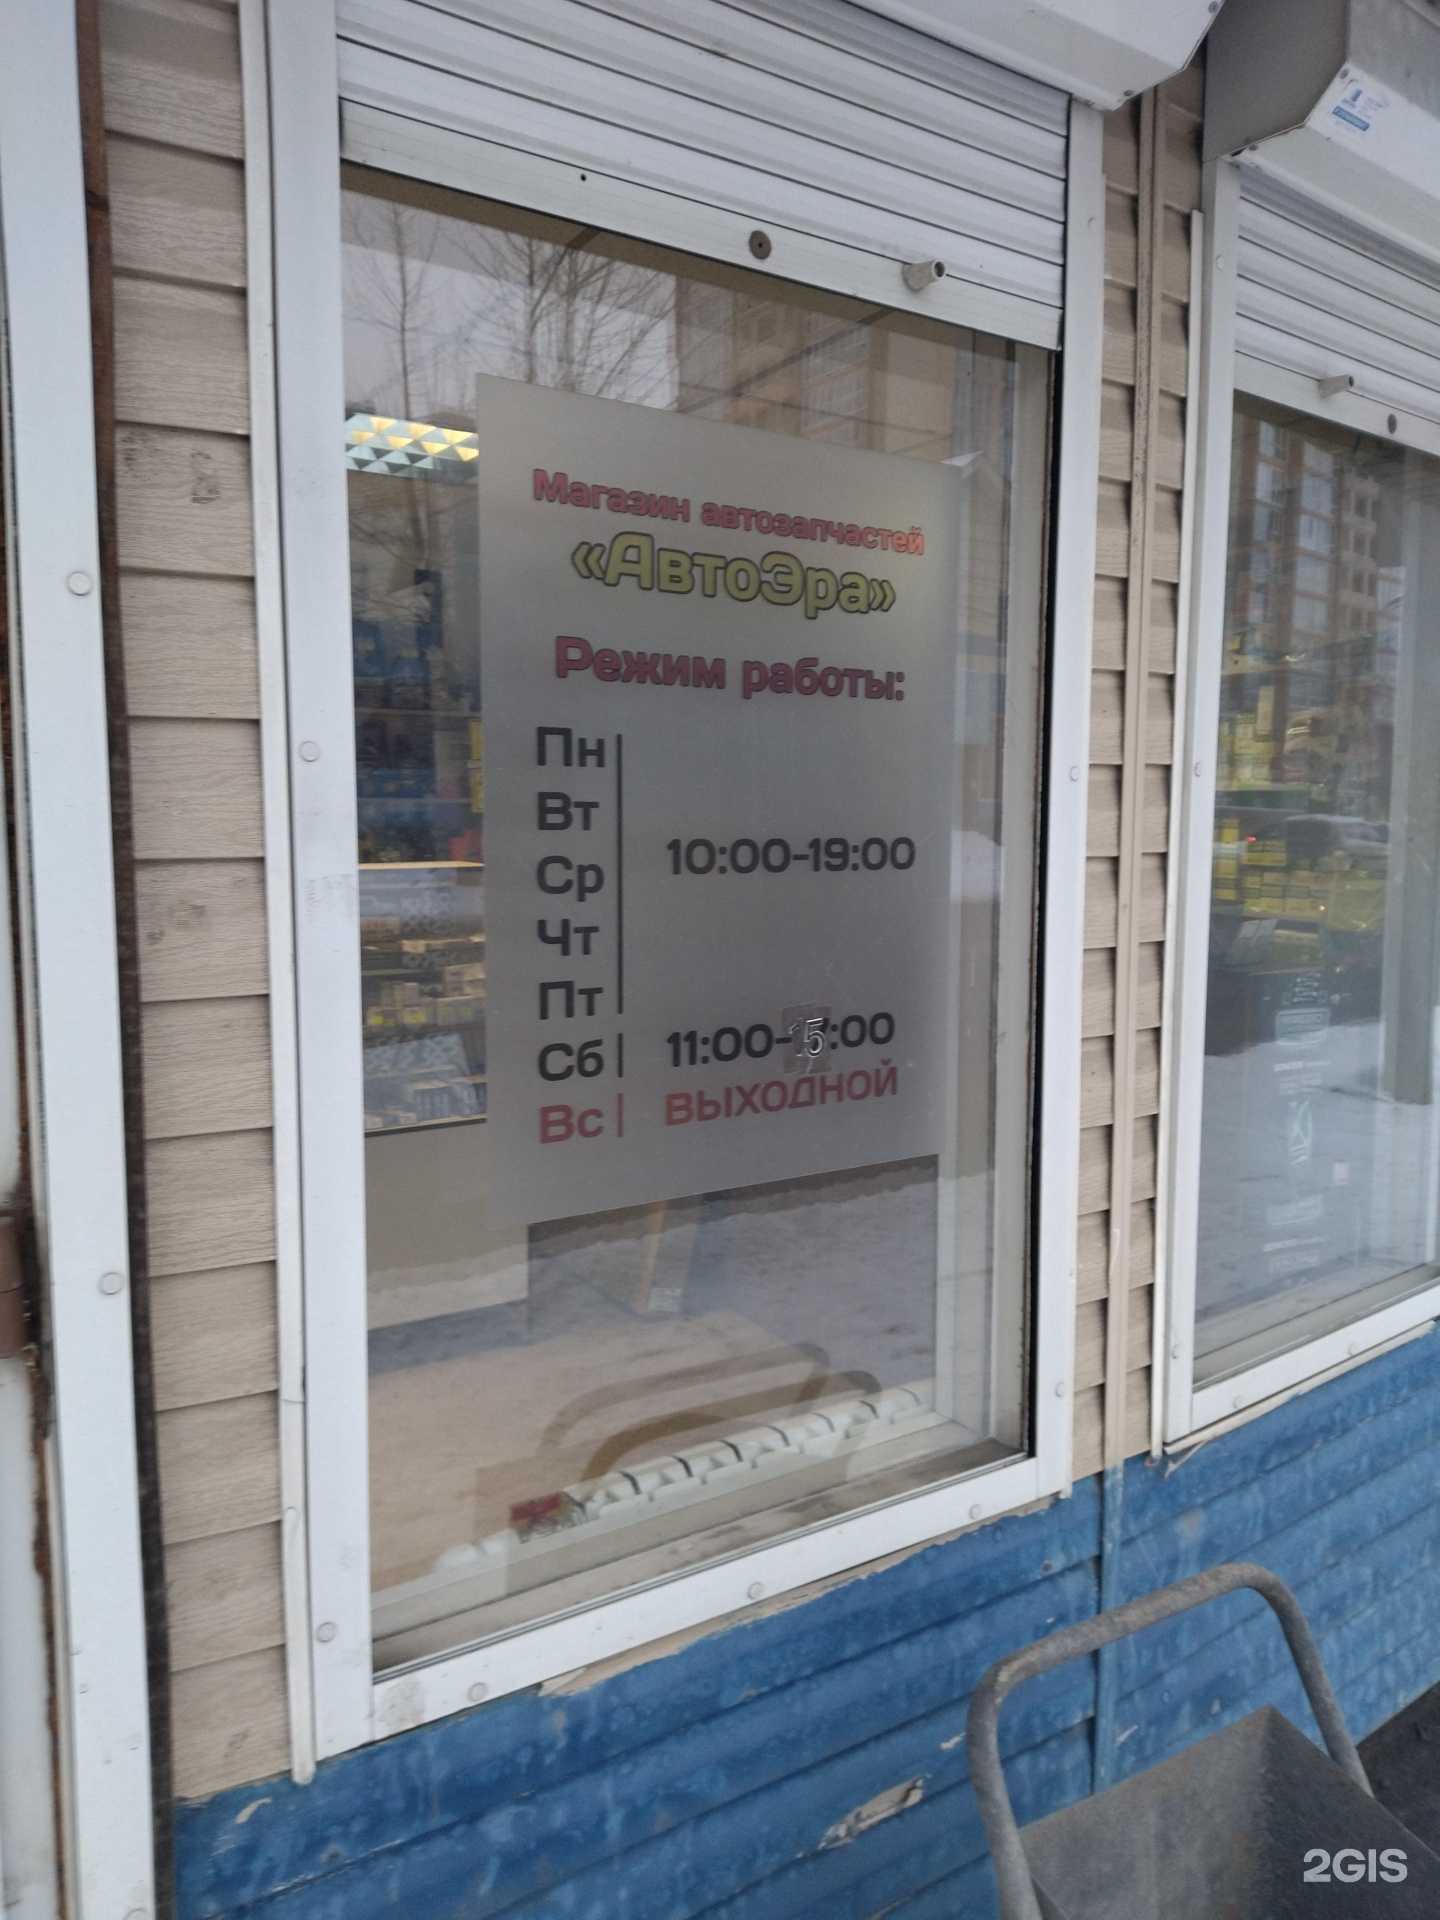 Магазин автозапчастей
«АвтоЭра»
Режим работы:
Пн
Вт
Ср 10:00-19:00
Чт
Пт
Сб 11:00-15:00
Вс ВЫХОДНОЙ
2GIS